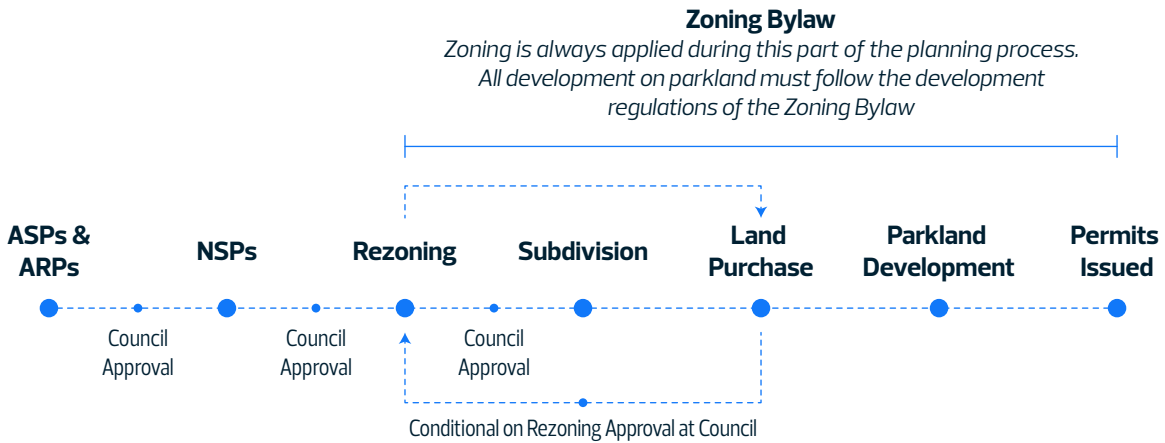 Zoning Bylaw
Zoning is always applied during this part of the planning process.
All development on parkland must follow the development
regulations of the Zoning Bylaw
ASPs &
ARPs
NSPs
Rezoning
Subdivision
Land
Purchase
Parkland
Development
Permits
Issued
Council
Approval
Council
Approval
Council
Approval
Conditional on Rezoning Approval at Council